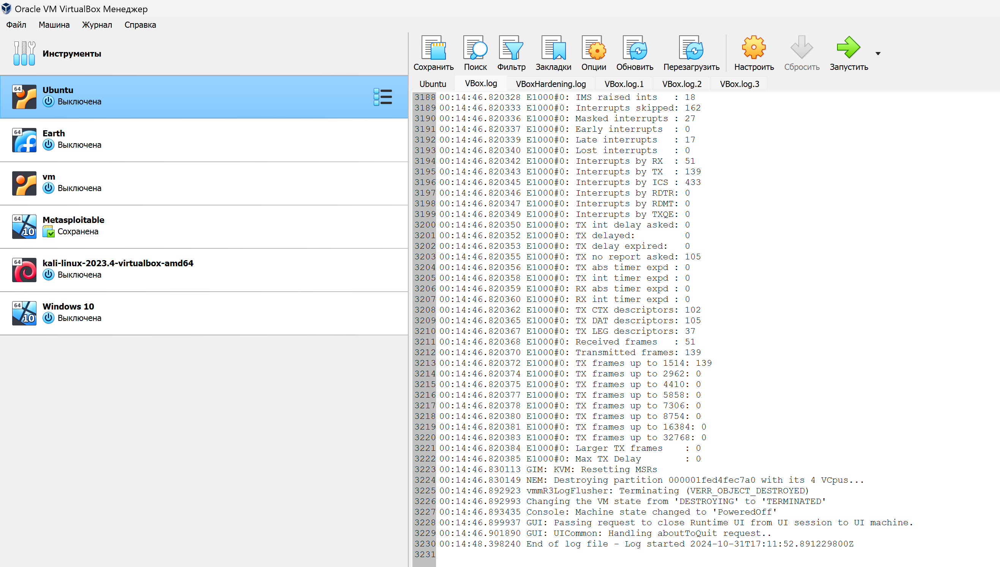 Oracle VM VirtualBox Менеджер
Файл Машина Журнал Справка
Инструменты
64
Ubuntu
Выключена
64
Earth
Выключена
vm
Выключена
64
10
Metasploitable
Сохранена
64
kali-linux-2023.4-virtualbox-amd64
Выключена
64
10
Windows 10
Выключена
Сохранить Поиск Фильтр Закладки Опции Обновить Перезагрузить Настроить Сбросить Запустить
Ubuntu VBox.log VBoxHardening.log VBox.log.1 VBox.log.2 VBox.log.3
3188 00:14:46.820328 E1000#0: IMS raised ints   : 18
3189 00:14:46.820333 E1000#0: Interrupts skipped: 162
3190 00:14:46.820336 E1000#0: Masked interrupts : 27
3191 00:14:46.820337 E1000#0: Early interrupts  : 0
3192 00:14:46.820339 E1000#0: Late interrupts   : 17
3193 00:14:46.820340 E1000#0: Lost interrupts   : 0
3194 00:14:46.820342 E1000#0: Interrupts by RX  : 51
3195 00:14:46.820343 E1000#0: Interrupts by TX  : 139
3196 00:14:46.820345 E1000#0: Interrupts by ICS : 433
3197 00:14:46.820346 E1000#0: Interrupts by RDTR: 0
3198 00:14:46.820347 E1000#0: Interrupts by RDMT: 0
3199 00:14:46.820349 E1000#0: Interrupts by TXQE: 0
3200 00:14:46.820350 E1000#0: TX int delay asked: 0
3201 00:14:46.820352 E1000#0: TX delayed:         0
3202 00:14:46.820353 E1000#0: TX delay expired:   0
3203 00:14:46.820355 E1000#0: TX no report asked: 105
3204 00:14:46.820356 E1000#0: TX abs timer expd : 0
3205 00:14:46.820358 E1000#0: TX int timer expd : 0
3206 00:14:46.820359 E1000#0: RX abs timer expd : 0
3207 00:14:46.820360 E1000#0: RX int timer expd : 0
3208 00:14:46.820362 E1000#0: TX CTX descriptors: 102
3209 00:14:46.820365 E1000#0: TX DAT descriptors: 105
3210 00:14:46.820367 E1000#0: TX LEG descriptors: 37
3211 00:14:46.820368 E1000#0: Received frames   : 51
3212 00:14:46.820370 E1000#0: Transmitted frames: 139
3213 00:14:46.820372 E1000#0: TX frames up to 1514: 139
3214 00:14:46.820374 E1000#0: TX frames up to 2962: 0
3215 00:14:46.820375 E1000#0: TX frames up to 4410: 0
3216 00:14:46.820377 E1000#0: TX frames up to 5858: 0
3217 00:14:46.820378 E1000#0: TX frames up to 7306: 0
3218 00:14:46.820380 E1000#0: TX frames up to 8754: 0
3219 00:14:46.820381 E1000#0: TX frames up to 16384: 0
3220 00:14:46.820383 E1000#0: TX frames up to 32768: 0
3221 00:14:46.820384 E1000#0: Larger TX frames    : 0
3222 00:14:46.820385 E1000#0: Max TX Delay        : 0
3223 00:14:46.830113 GIM: KVM: Resetting MSRs
3224 00:14:46.830149 NEM: Destroying partition 000001fed4fec7a0 with its 4 VCpus...
3225 00:14:46.892923 vmmR3LogFlusher: Terminating (VERR_OBJECT_DESTROYED)
3226 00:14:46.892993 Changing the VM state from 'DESTROYING' to 'TERMINATED'
3227 00:14:46.893435 Console: Machine state changed to 'PoweredOff'
3228 00:14:46.899937 GUI: Passing request to close Runtime UI from UI session to UI machine.
3229 00:14:46.901890 GUI: UICommon: Handling aboutToQuit request..
3230 00:14:48.398240 End of log file - Log started 2024-10-31T17:11:52.891229800Z
3231